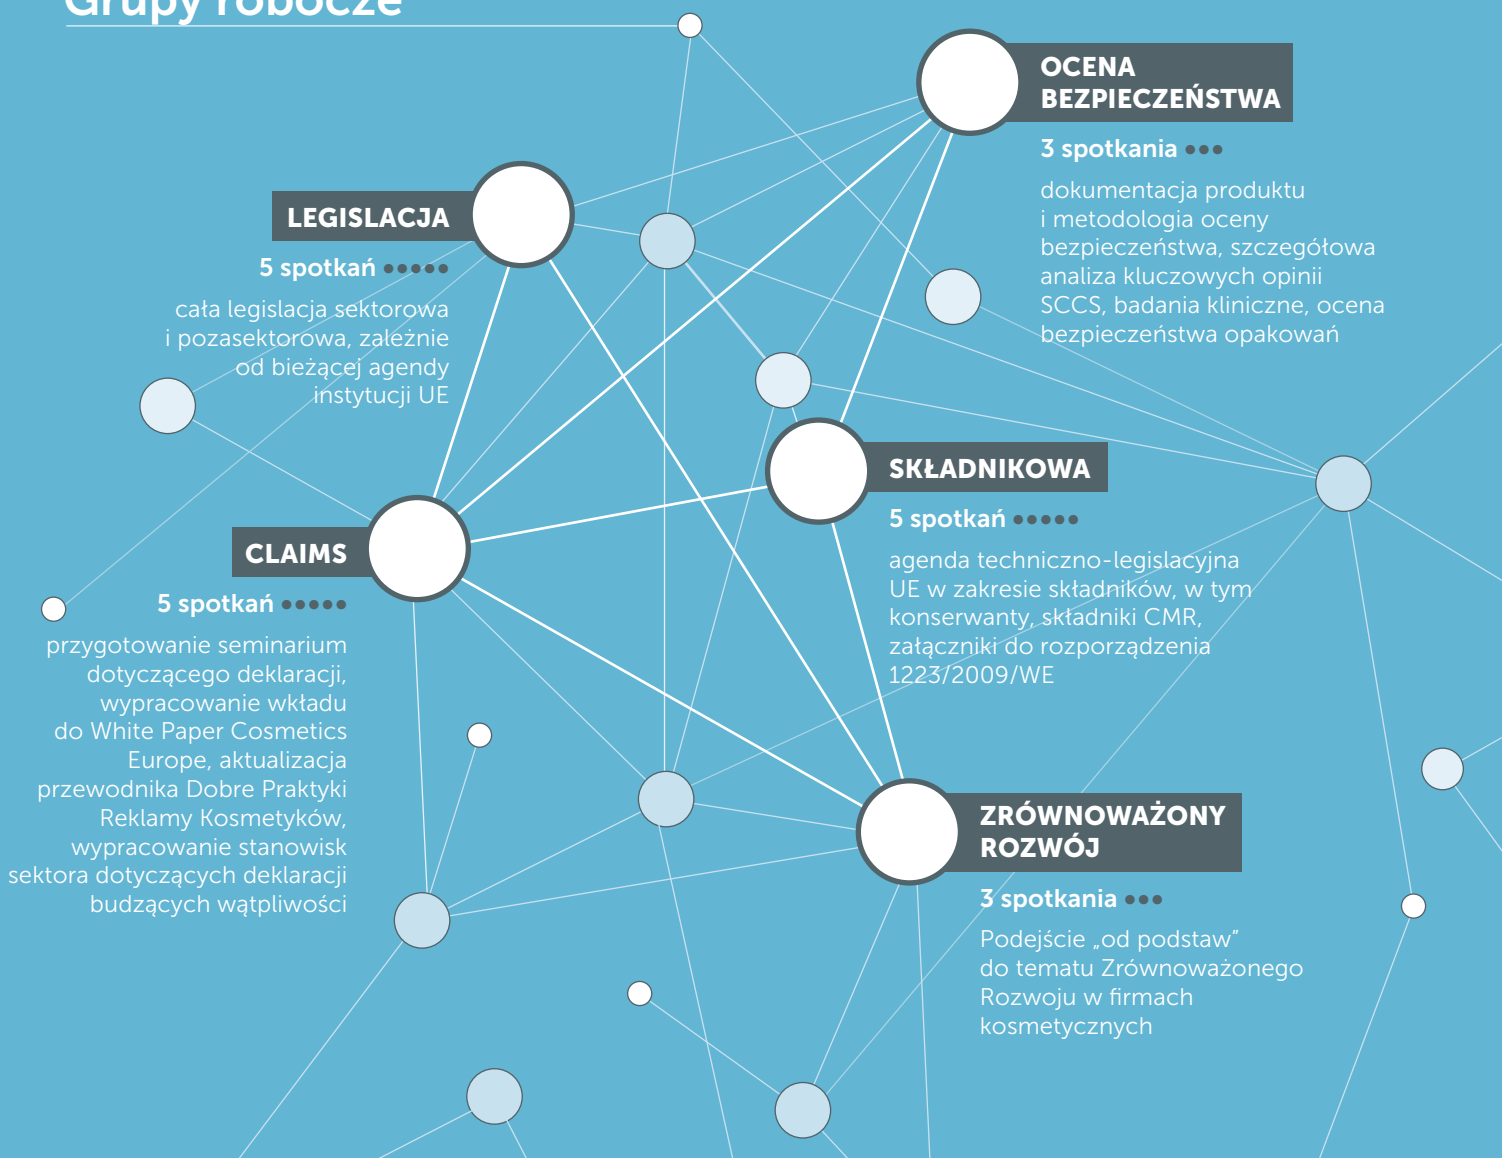 Grupy robocze
OCENA
BEZPIECZEŃSTWA
3 spotkania
dokumentacja produktu
i metodologia oceny
bezpieczeństwa, szczegółowa
analiza kluczowych opinii
SCCS, badania kliniczne, ocena
bezpieczeństwa opakowań
LEGISLACJA
5 spotkań
cała legislacja sektorowa
i pozasektorowa, zależnie
od bieżącej agendy
instytucji UE
SKŁADNIKOWA
5 spotkań
agenda techniczno-legislacyjna
UE w zakresie składników, w tym
konserwanty, składniki CMR,
załączniki do rozporządzenia
1223/2009/WE
CLAIMS
5 spotkań
przygotowanie seminarium
dotyczącego deklaracji,
wypracowanie wkładu
do White Paper Cosmetics
Europe, aktualizacja
przewodnika Dobre Praktyki
Reklamy Kosmetyków,
wypracowanie stanowisk
sektora dotyczących deklaracji
budzących wątpliwości
ZRÓWNOWAŻONY
ROZWÓJ
3 spotkania
Podejście „od podstaw”
do tematu Zrównoważonego
Rozwoju w firmach
kosmetycznych